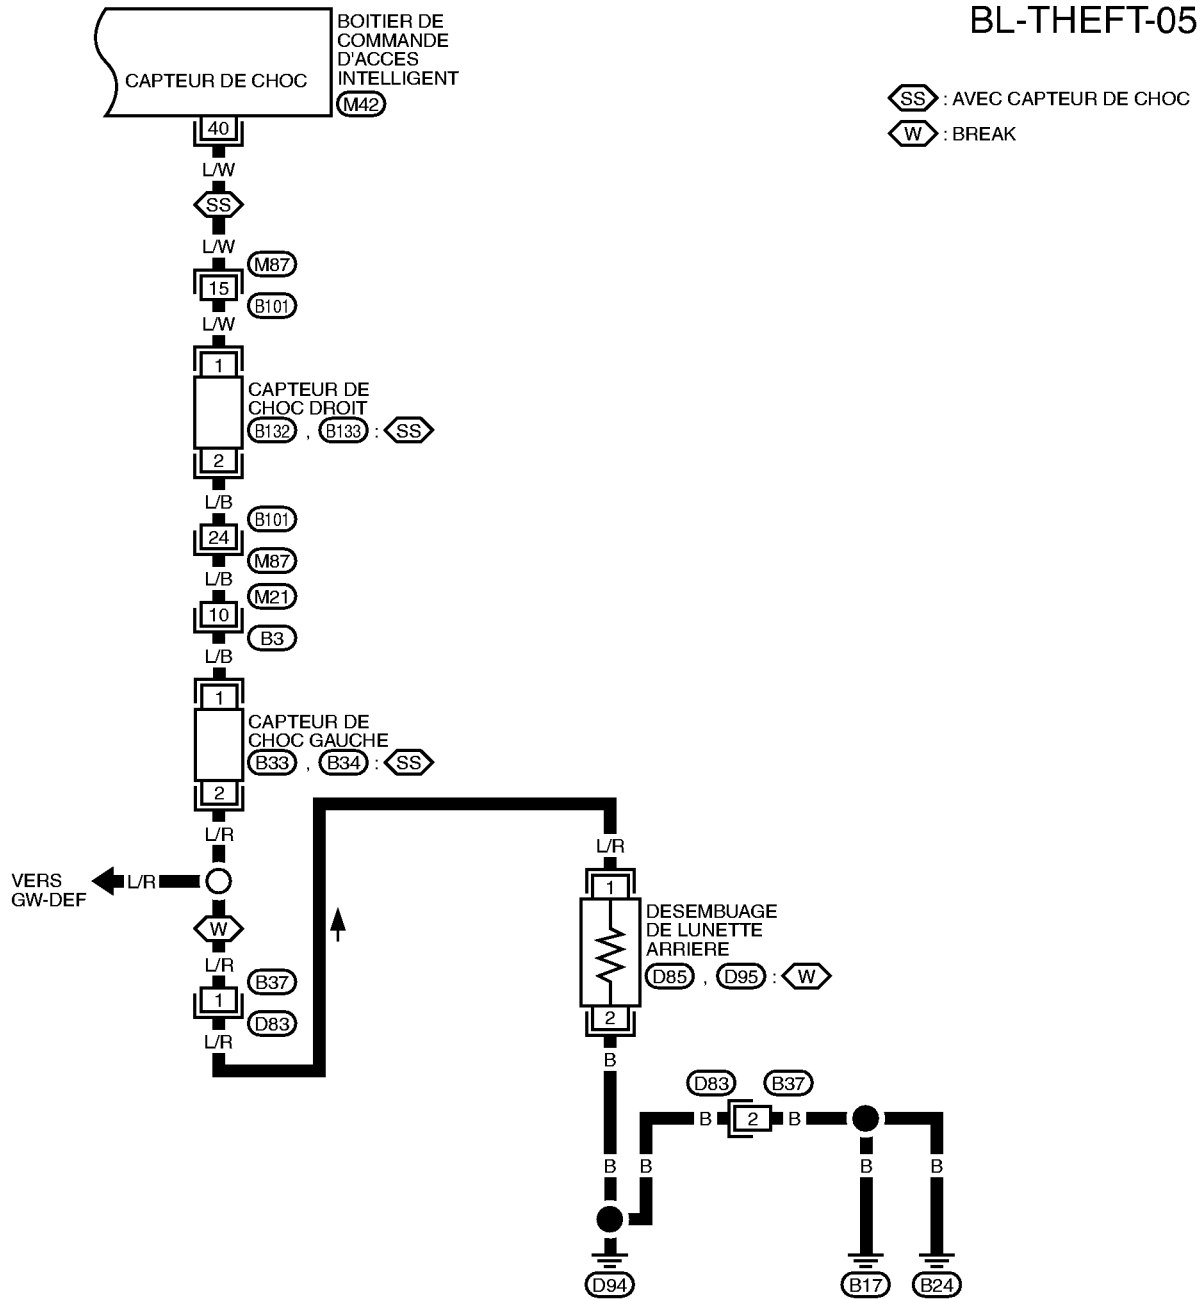 BL-THEFT-05
BOITIER DE
COMMANDE
D'ACCES
INTELLIGENT
M42
CAPTEUR DE CHOC
SS : AVEC CAPTEUR DE CHOC
W : BREAK
40
L/W
SS
L/W
M87
15
B101
L/W
1
CAPTEUR DE
CHOC DROIT
B132 , B133 : SS
2
L/B
B101
24
M87
L/B
M21
10
B3
L/B
1
CAPTEUR DE
CHOC GAUCHE
B33 , B34 : SS
2
L/R
L/R
VERS
GW-DEF
L/R
W
L/R
B37
1
D83
L/R
1
DESEMBUAGE
DE LUNETTE
ARRIERE
D85 , D95 : W
2
B
D83 B37
B 2 B
B B B B
D94 B17 B24